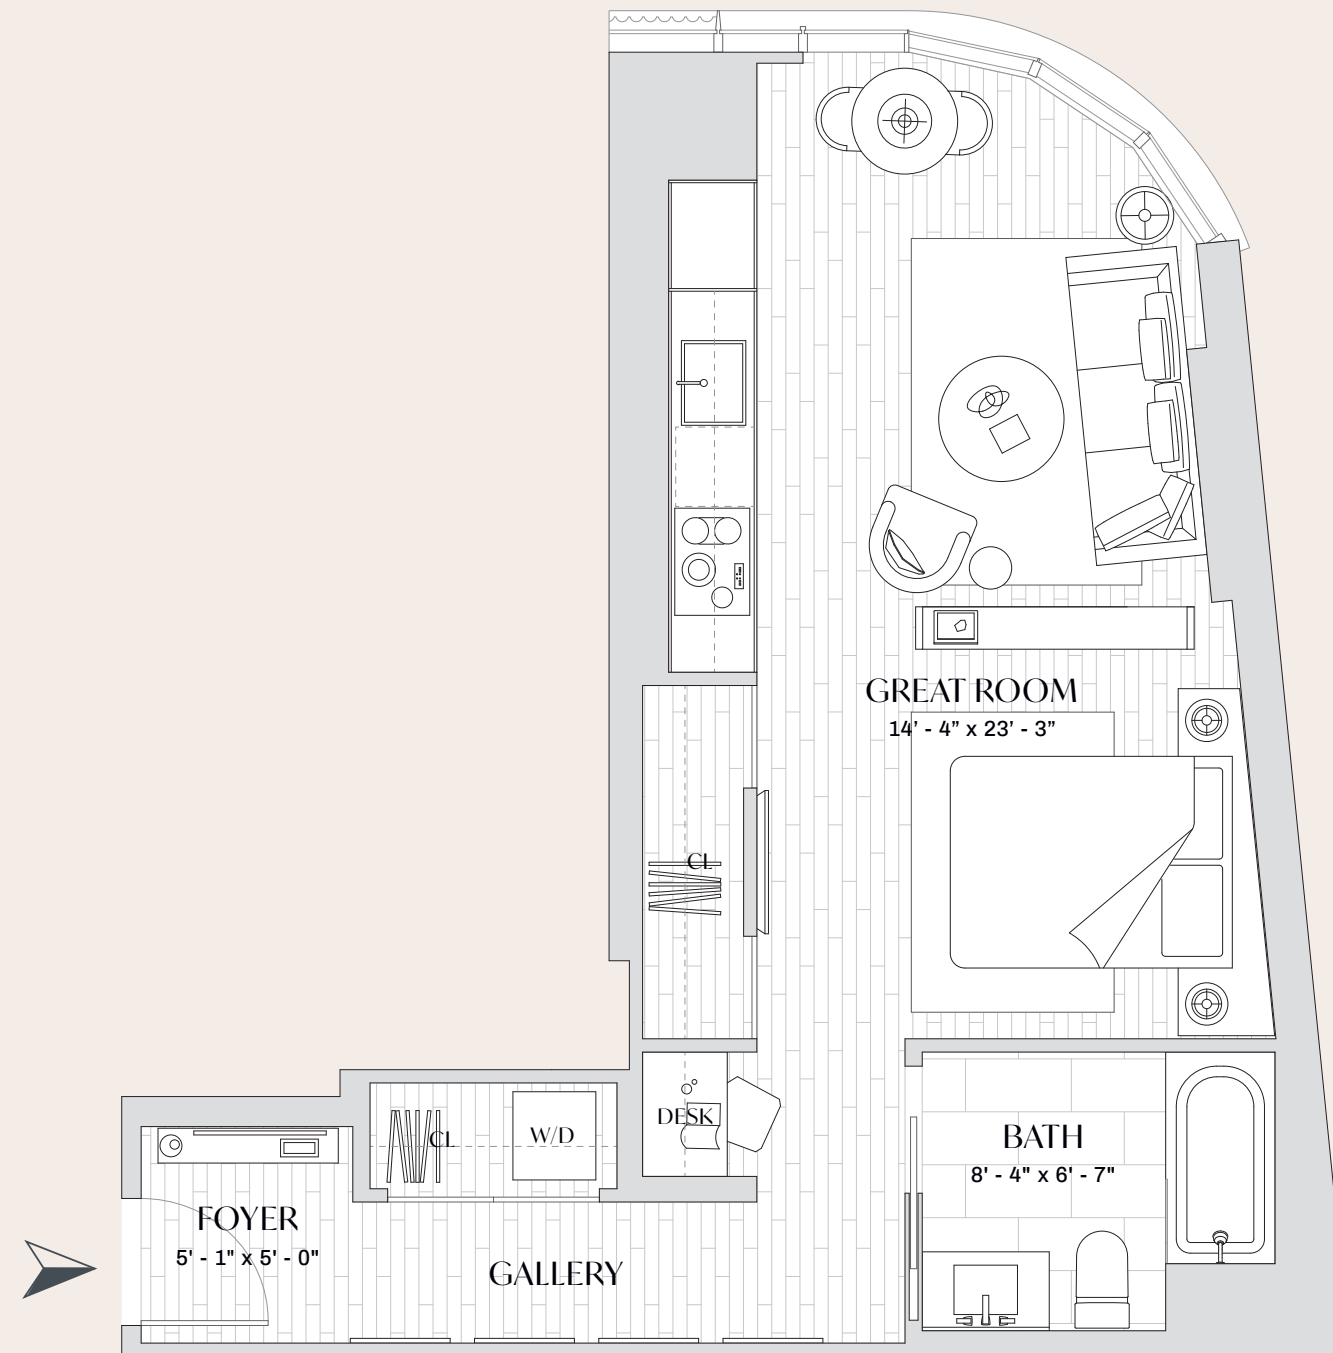 GREAT ROOM
14’ - 4” x 23’ - 3”
CL
DESK
CL
W/D
BATH
8' - 4" x 6' - 7"
FOYER
5' - 1" x 5' - 0"
GALLERY